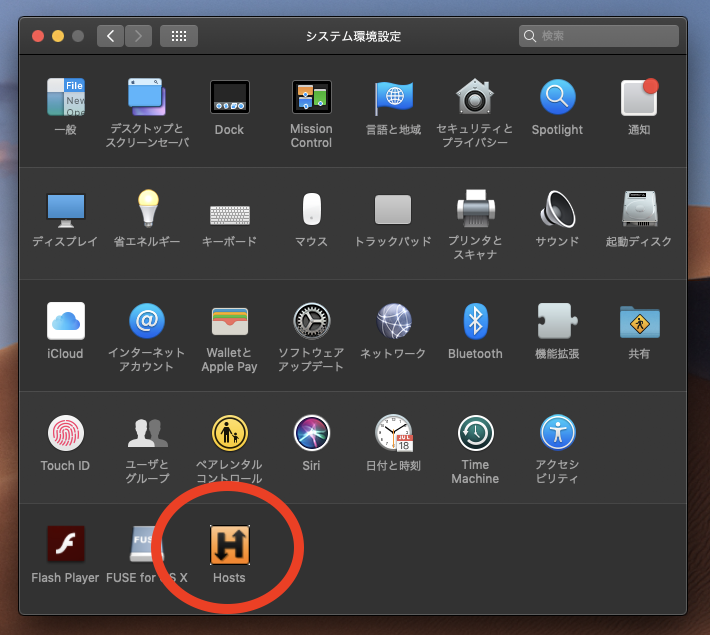 システム環境設定
検索
File
New
Ope
一般
デスクトップと
スクリーンセーバ
Dock
Mission
Control
言語と地域
セキュリティと
プライバシー
Spotlight
通知
ディスプレイ
省エネルギー
キーボード
マウス
トラックパッド
プリンタと
スキャナ
サウンド
起動ディスク
iCloud
インターネット
アカウント
Walletと
Apple Pay
ソフトウェア
アップデート
ネットワーク
Bluetooth
機能拡張
共有
Touch ID
ユーザと
グループ
ペアレンタル
コントロール
Siri
JUL
18
日付と時刻
Time
Machine
アクセシ
ビリティ
Flash Player
FUSE for OS X
Hosts